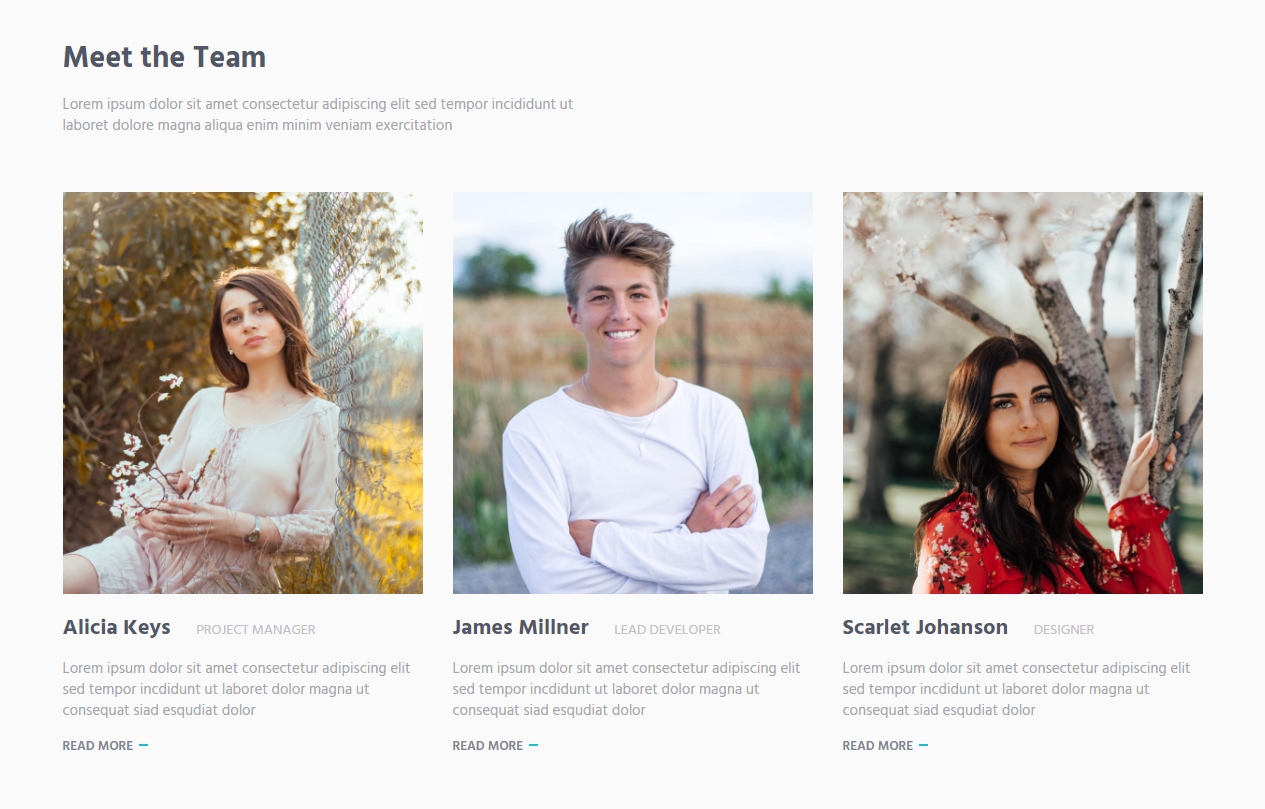 Meet the Team
Lorem ipsum dolor sit amet consectetur adipiscing elit sed tempor incididunt ut
laboret dolore magna aliqua enim minim veniam exercitation
Alicia Keys PROJECT MANAGER
Lorem ipsum dolor sit amet consectetur adipiscing elit
sed tempor incdidunt ut laboret dolor magna ut
consequat siad esqudiat dolor
READ MORE
James Millner LEAD DEVELOPER
Lorem ipsum dolor sit amet consectetur adipiscing elit
sed tempor incdidunt ut laboret dolor magna ut
consequat siad esqudiat dolor
READ MORE
Scarlet Johanson DESIGNER
Lorem ipsum dolor sit amet consectetur adipiscing elit
sed tempor incdidunt ut laboret dolor magna ut
consequat siad esqudiat dolor
READ MORE